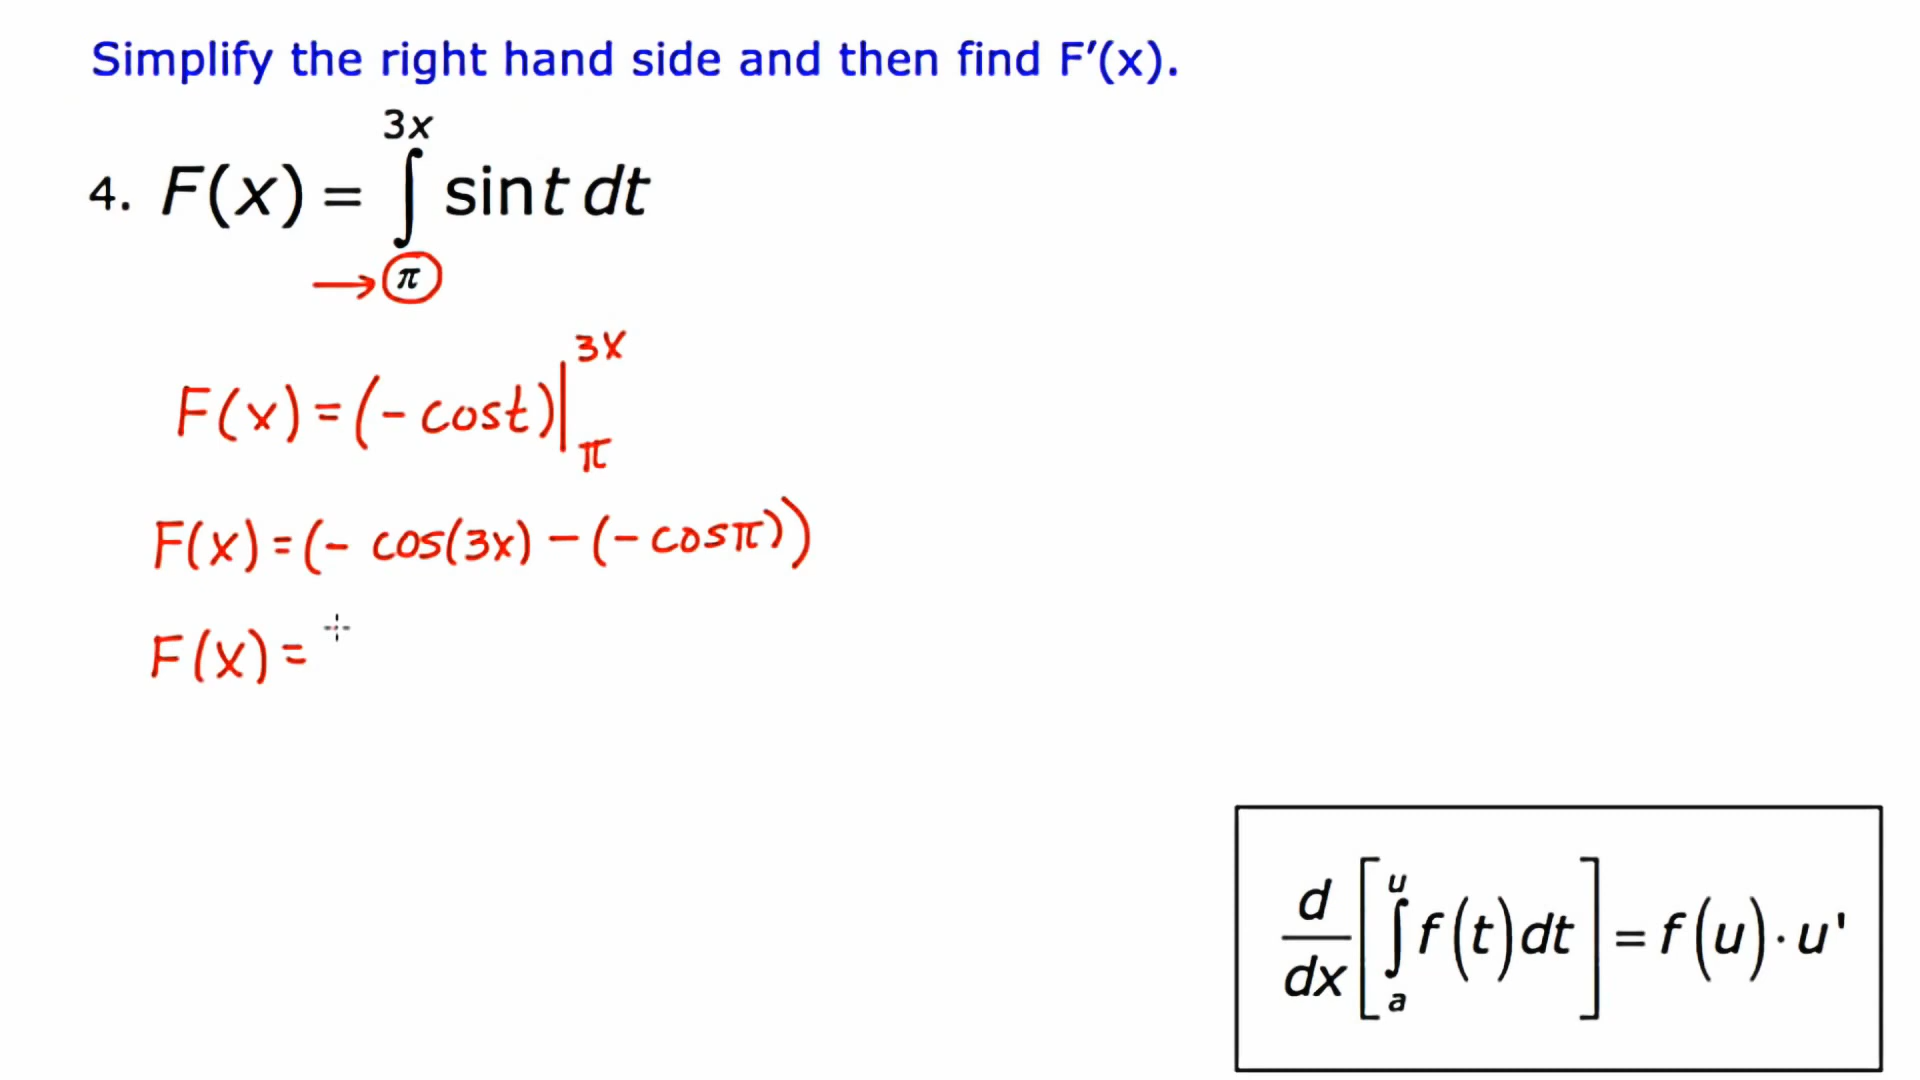 Simplify the right hand side and then find F′(x).
4. F(x) = ∫_π^{3x} sin t dt
→ π
F(x) = (- cos t)|_π^{3x}
F(x) = (- cos(3x) - (- cos π))
F(x) =
d/dx [∫_a^u f(t) dt] = f(u) · u'